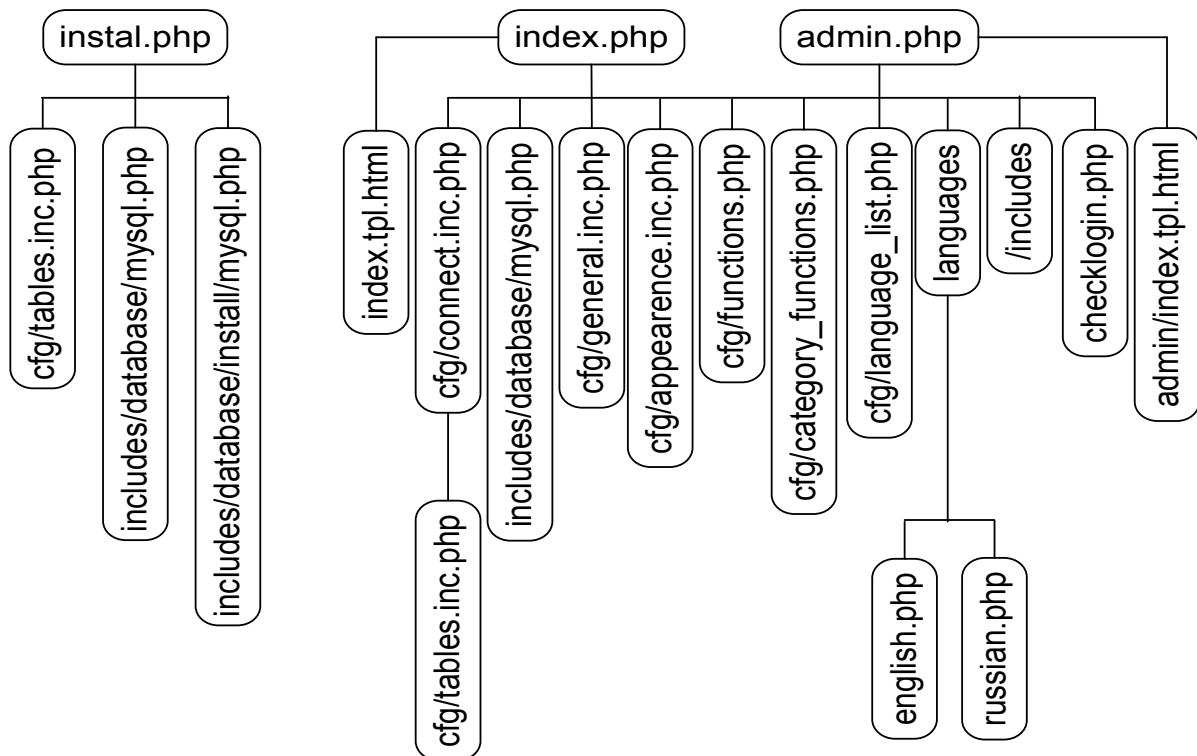 instal.php
index.php
admin.php
cfg/tables.inc.php
includes/database/mysql.php
includes/database/install/mysql.php
index.tpl.html
cfg/connect.inc.php
includes/database/mysql.php
cfg/general.inc.php
cfg/appearence.inc.php
cfg/functions.php
cfg/category_functions.php
cfg/language_list.php
languages
/includes
checklogin.php
admin/index.tpl.html
cfg/tables.inc.php
english.php
russian.php